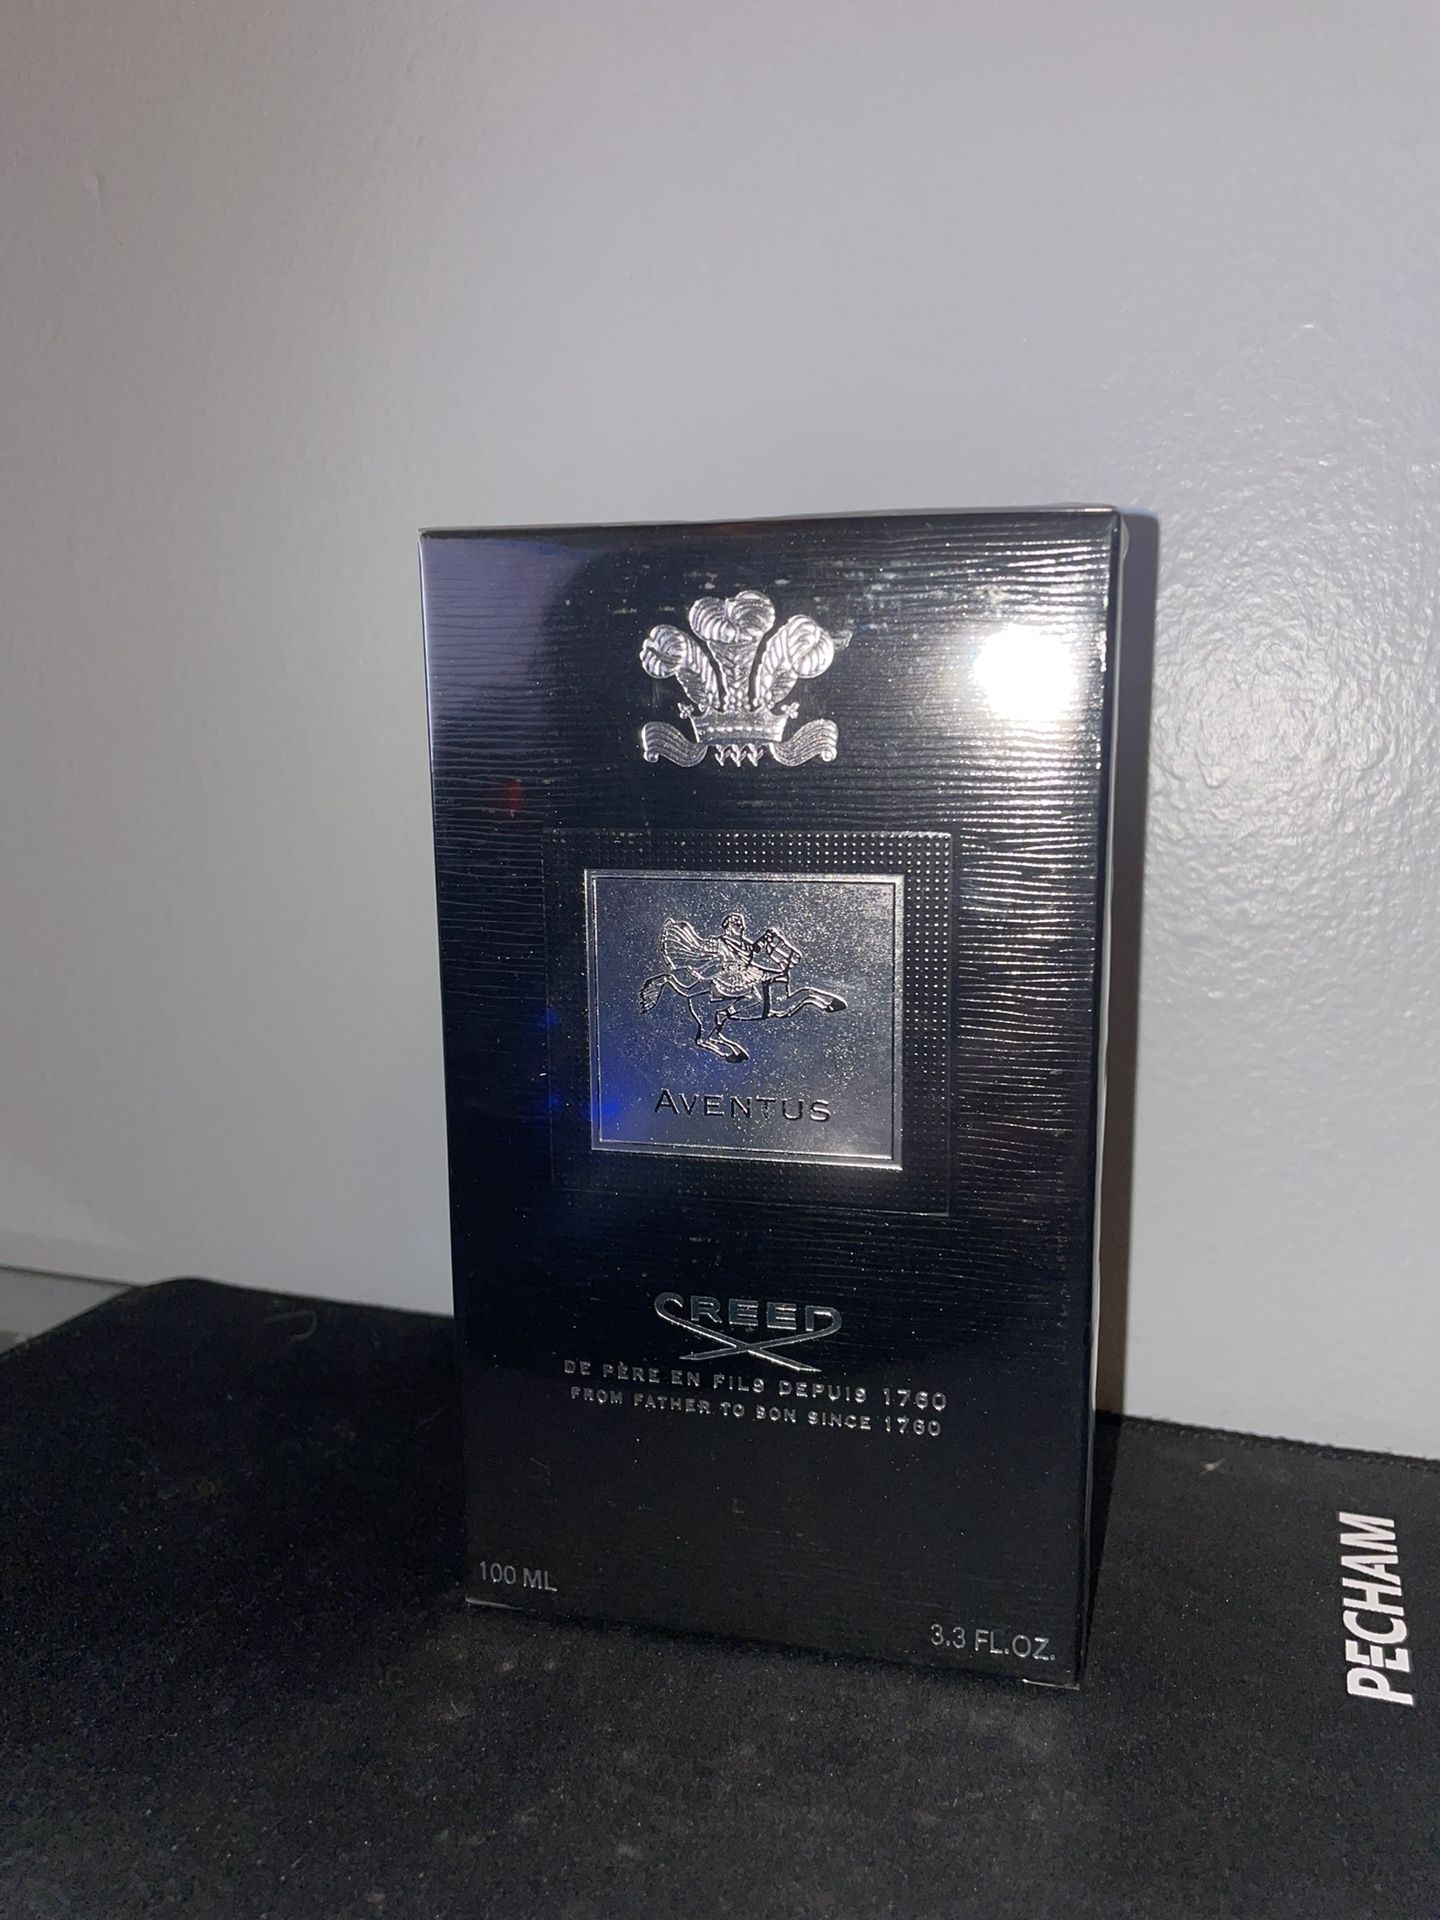 AVENTUS
CREED
DE PÈRE EN FILS DEPUIS 1760
FROM FATHER TO SON SINCE 1760
100 ML
3.3 FL.OZ.
PECHAM